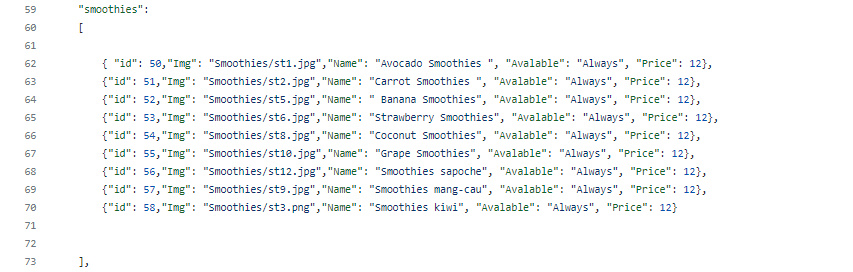 59 "smoothies":
60 [
61
62 { "id": 50,"Img": "Smoothies/st1.jpg","Name": "Avocado Smoothies ", "Avalable": "Always", "Price": 12},
63 {"id": 51,"Img": "Smoothies/st2.jpg","Name": "Carrot Smoothies ", "Avalable": "Always", "Price": 12},
64 {"id": 52,"Img": "Smoothies/st5.jpg","Name": " Banana Smoothies", "Avalable": "Always", "Price": 12},
65 {"id": 53,"Img": "Smoothies/st6.jpg","Name": "Strawberry Smoothies", "Avalable": "Always", "Price": 12},
66 {"id": 54,"Img": "Smoothies/st8.jpg","Name": "Coconut Smoothies", "Avalable": "Always", "Price": 12},
67 {"id": 55,"Img": "Smoothies/st10.jpg","Name": "Grape Smoothies", "Avalable": "Always", "Price": 12},
68 {"id": 56,"Img": "Smoothies/st12.jpg","Name": "Smoothies sapoche", "Avalable": "Always", "Price": 12},
69 {"id": 57,"Img": "Smoothies/st9.jpg","Name": "Smoothies mang-cau", "Avalable": "Always", "Price": 12},
70 {"id": 58,"Img": "Smoothies/st3.png","Name": "Smoothies kiwi", "Avalable": "Always", "Price": 12}
71
72
73 ],